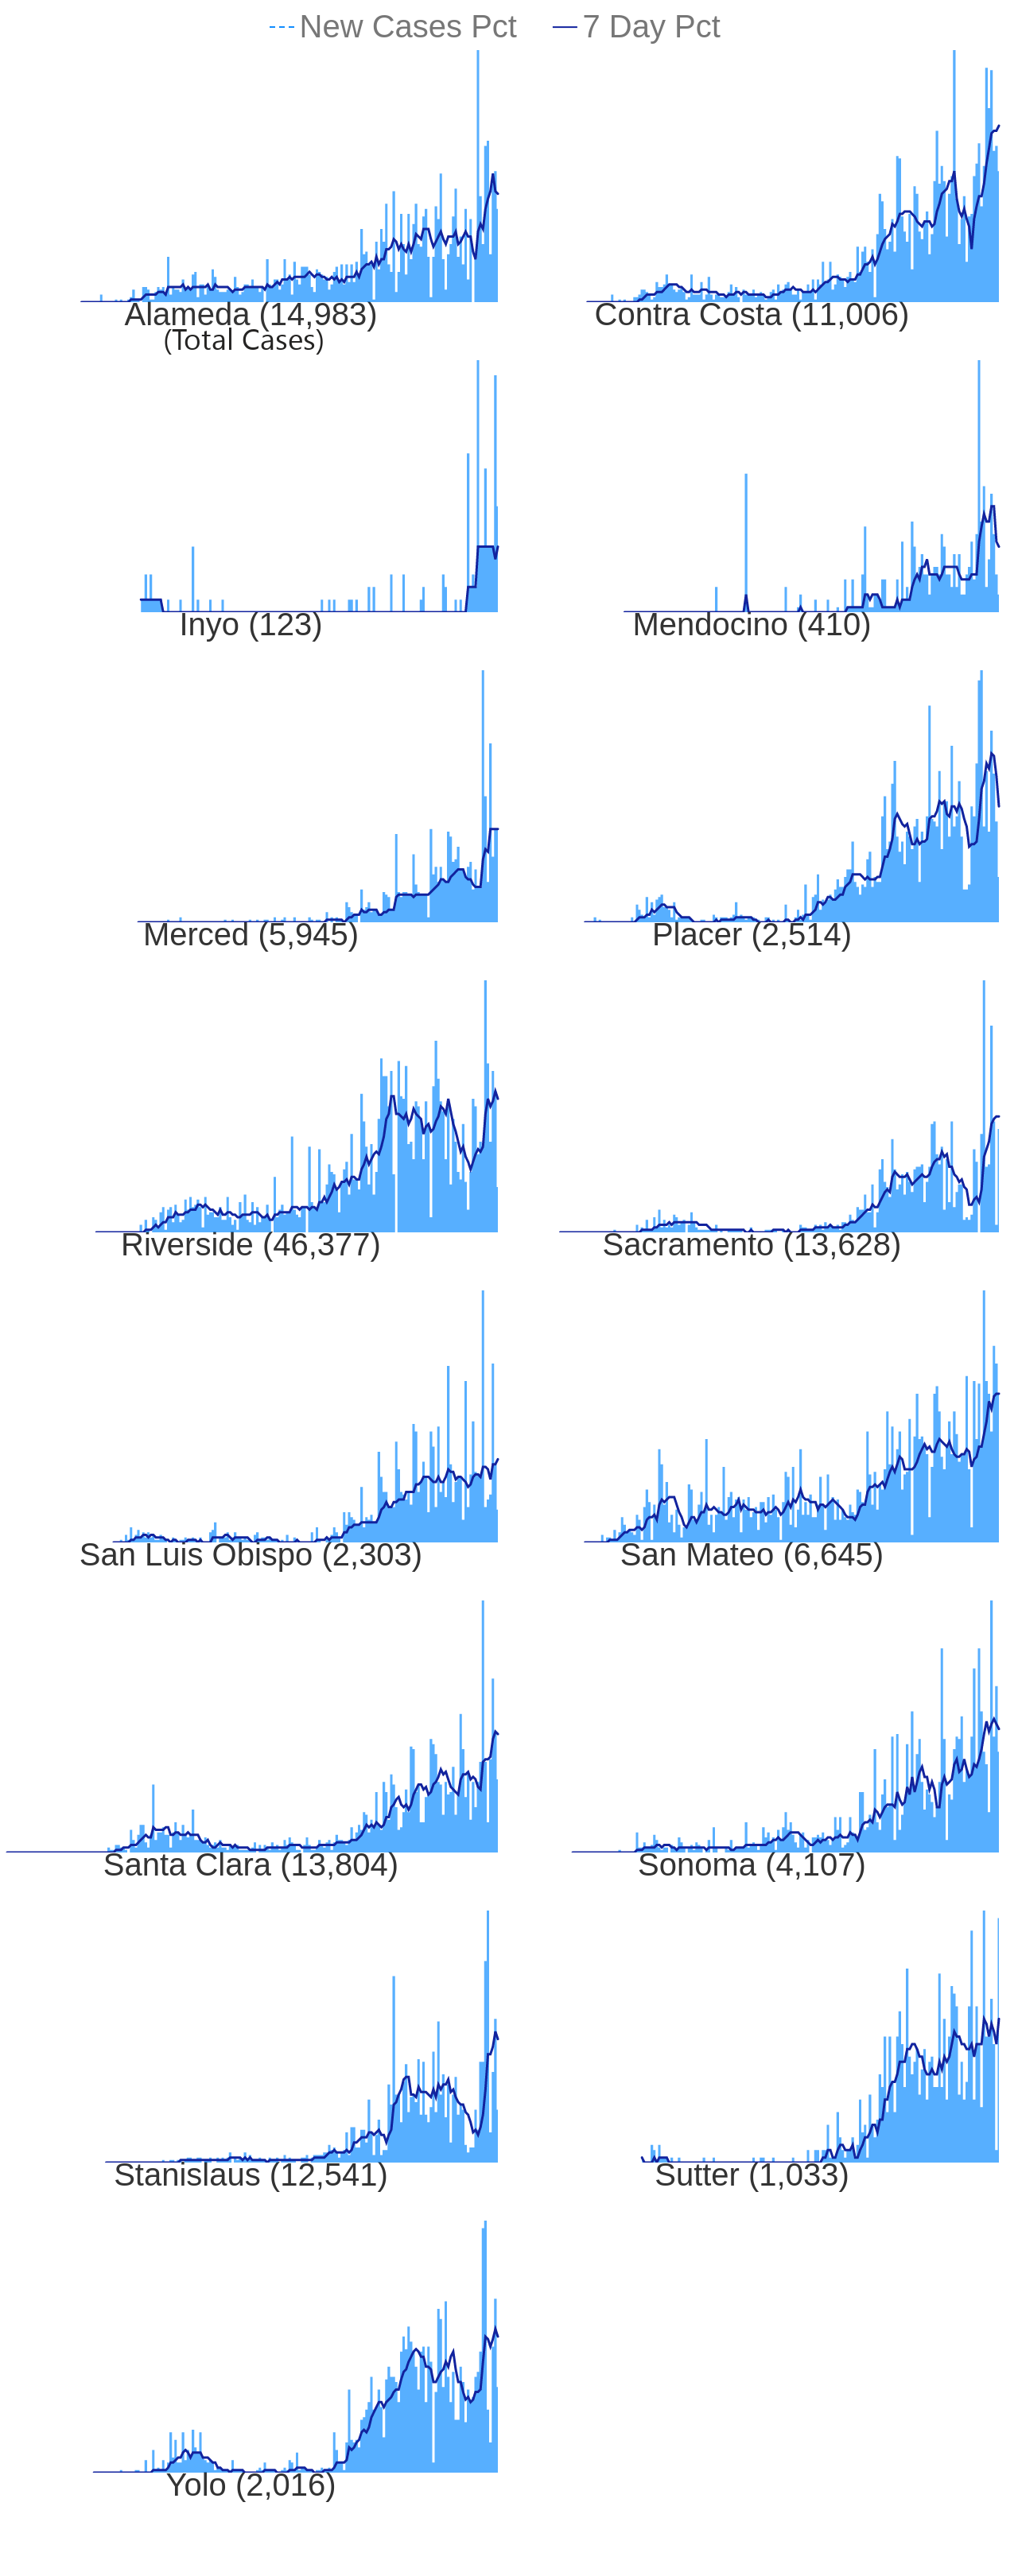 New Cases Pct 7 Day Pct
Alameda (14,983) Contra Costa (11,006)
(Total Cases)
Inyo (123) Mendocino (410)
Merced (5,945) Placer (2,514)
Riverside (46,377) Sacramento (13,628)
San Luis Obispo (2,303) San Mateo (6,645)
Santa Clara (13,804) Sonoma (4,107)
Stanislaus (12,541) Sutter (1,033)
Yolo (2,016)